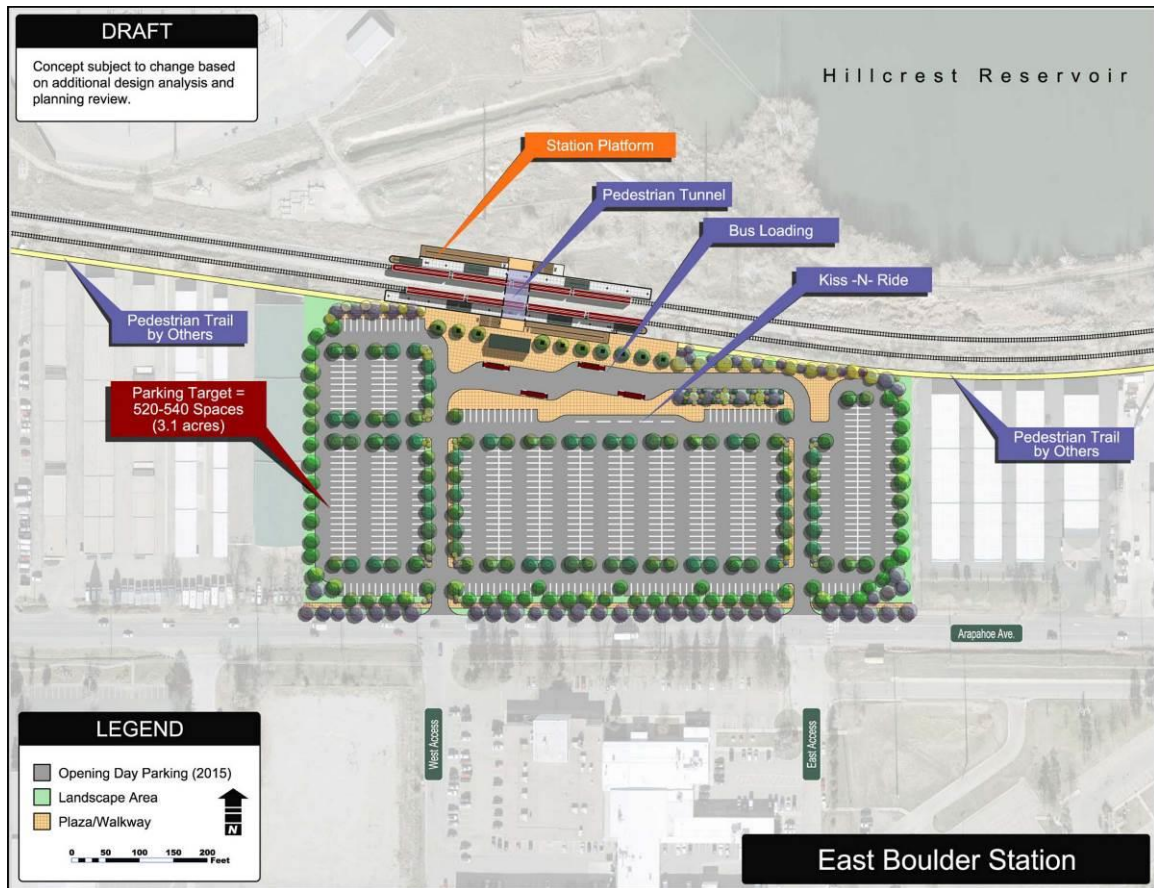 DRAFT
Concept subject to change based
on additional design analysis and
planning review.
Hillcrest Reservoir
Station Platform
Pedestrian Tunnel
Bus Loading
Kiss -N- Ride
Pedestrian Trail
by Others
Parking Target =
520-540 Spaces
(3.1 acres)
Pedestrian Trail
by Others
Arapahoe Ave.
West Access
East Access
LEGEND
Opening Day Parking (2015)
Landscape Area
Plaza/Walkway
N
0 50 100 150 200
Feet
East Boulder Station